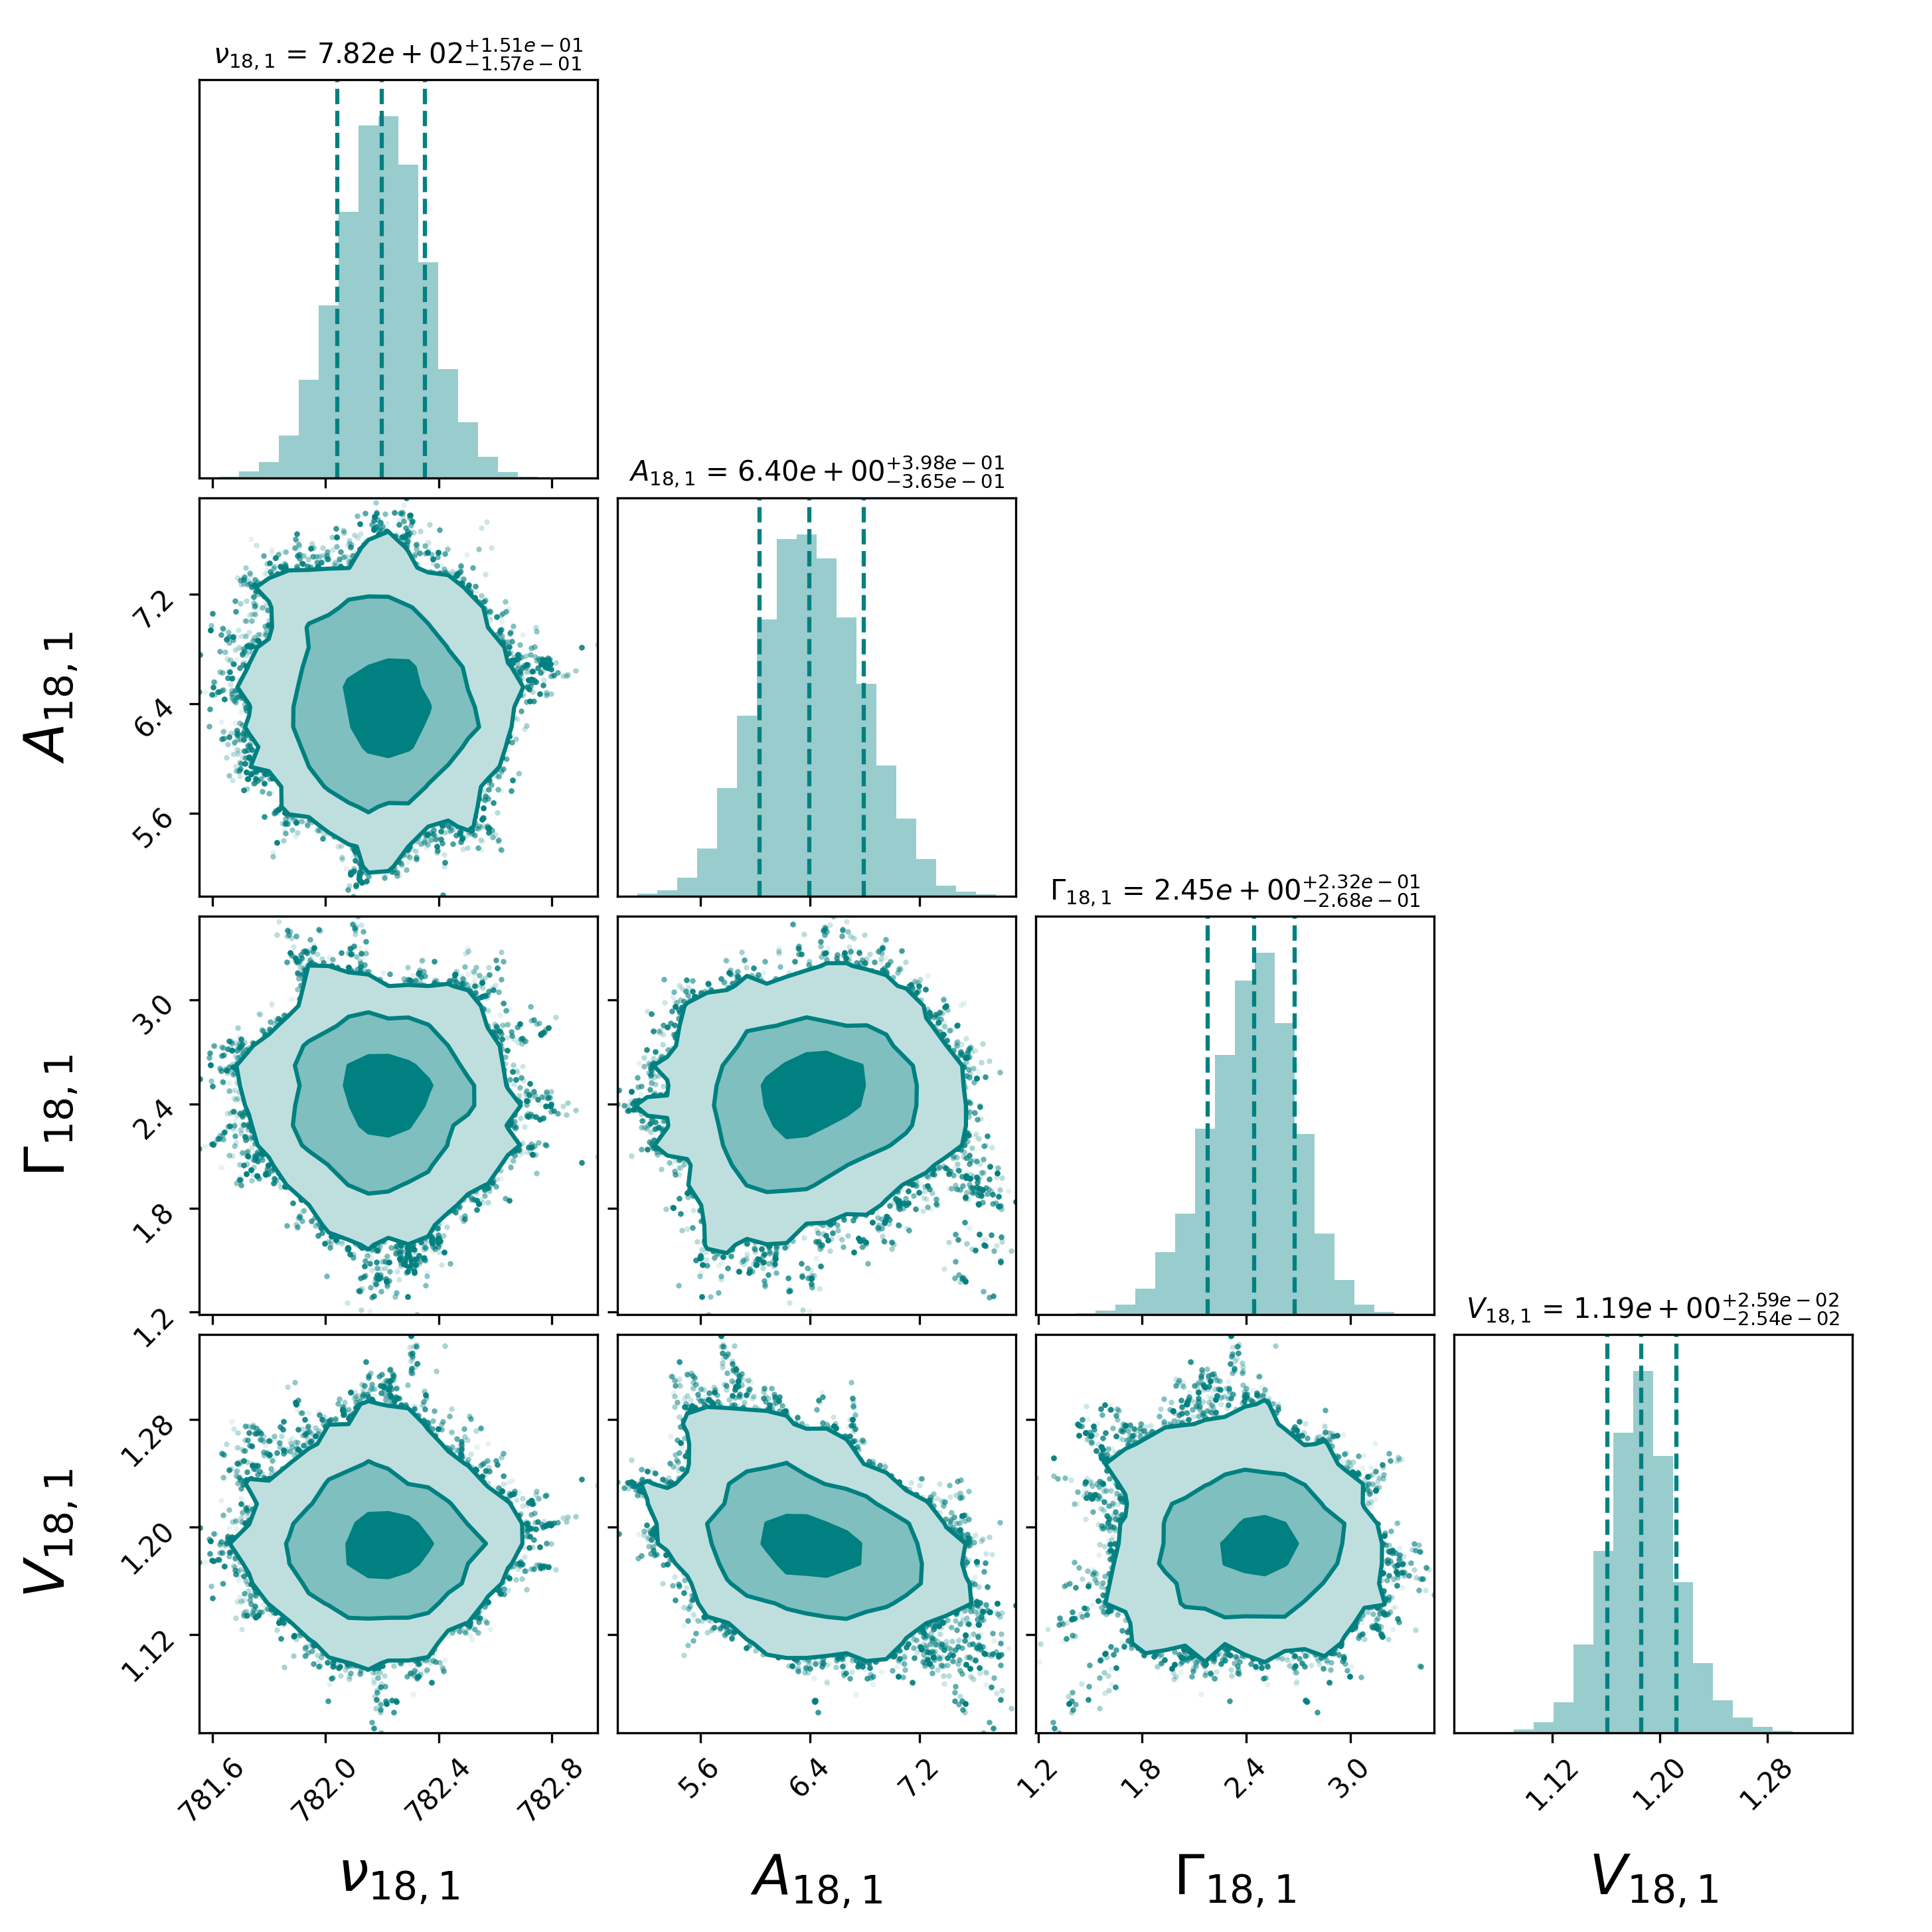 ν₁₈,₁ = 7.82e + 02 +1.51e − 01 −1.57e − 01
A₁₈,₁ = 6.40e + 00 +3.98e − 01 −3.65e − 01
7.2
6.4
5.6
A₁₈,₁
Γ₁₈,₁ = 2.45e + 00 +2.32e − 01 −2.68e − 01
3.0
2.4
1.8
1.2
Γ₁₈,₁
V₁₈,₁ = 1.19e + 00 +2.59e − 02 −2.54e − 02
1.28
1.20
1.12
V₁₈,₁
781.6 782.0 782.4 782.8 5.6 6.4 7.2 1.2 1.8 2.4 3.0 1.12 1.20 1.28
ν₁₈,₁ A₁₈,₁ Γ₁₈,₁ V₁₈,₁